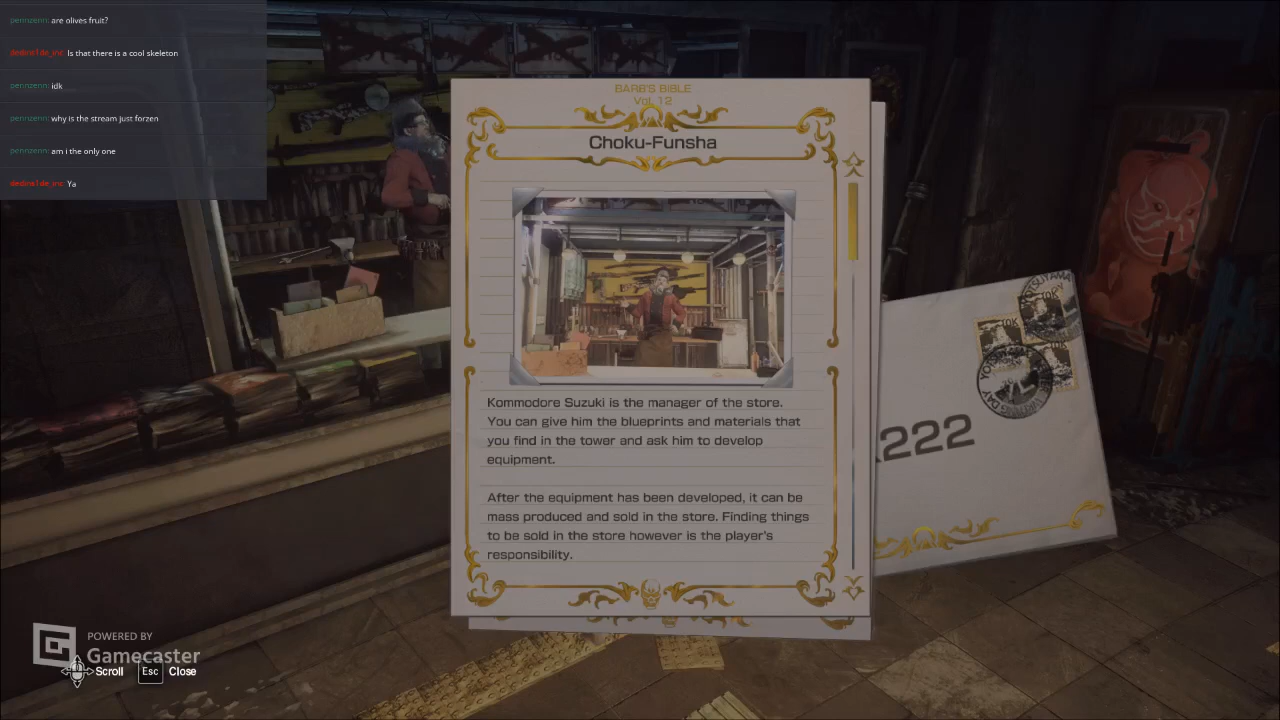 pennzenn: are olives fruit?
Is that there is a cool skeleton
pennzenn: idk
pennzenn: why is the stream just forzen
pennzenn: am i the only one
Ya
BARB'S BIBLE
Vol. 12
Choku-Funsha
Kommodore Suzuki is the manager of the store.
You can give him the blueprints and materials that
you find in the tower and ask him to develop
equipment.
After the equipment has been developed, it can be
mass produced and sold in the store. Finding things
to be sold in the store however is the player's
responsibility.
222
POWERED BY
Gamecaster
Scroll
Esc
Close